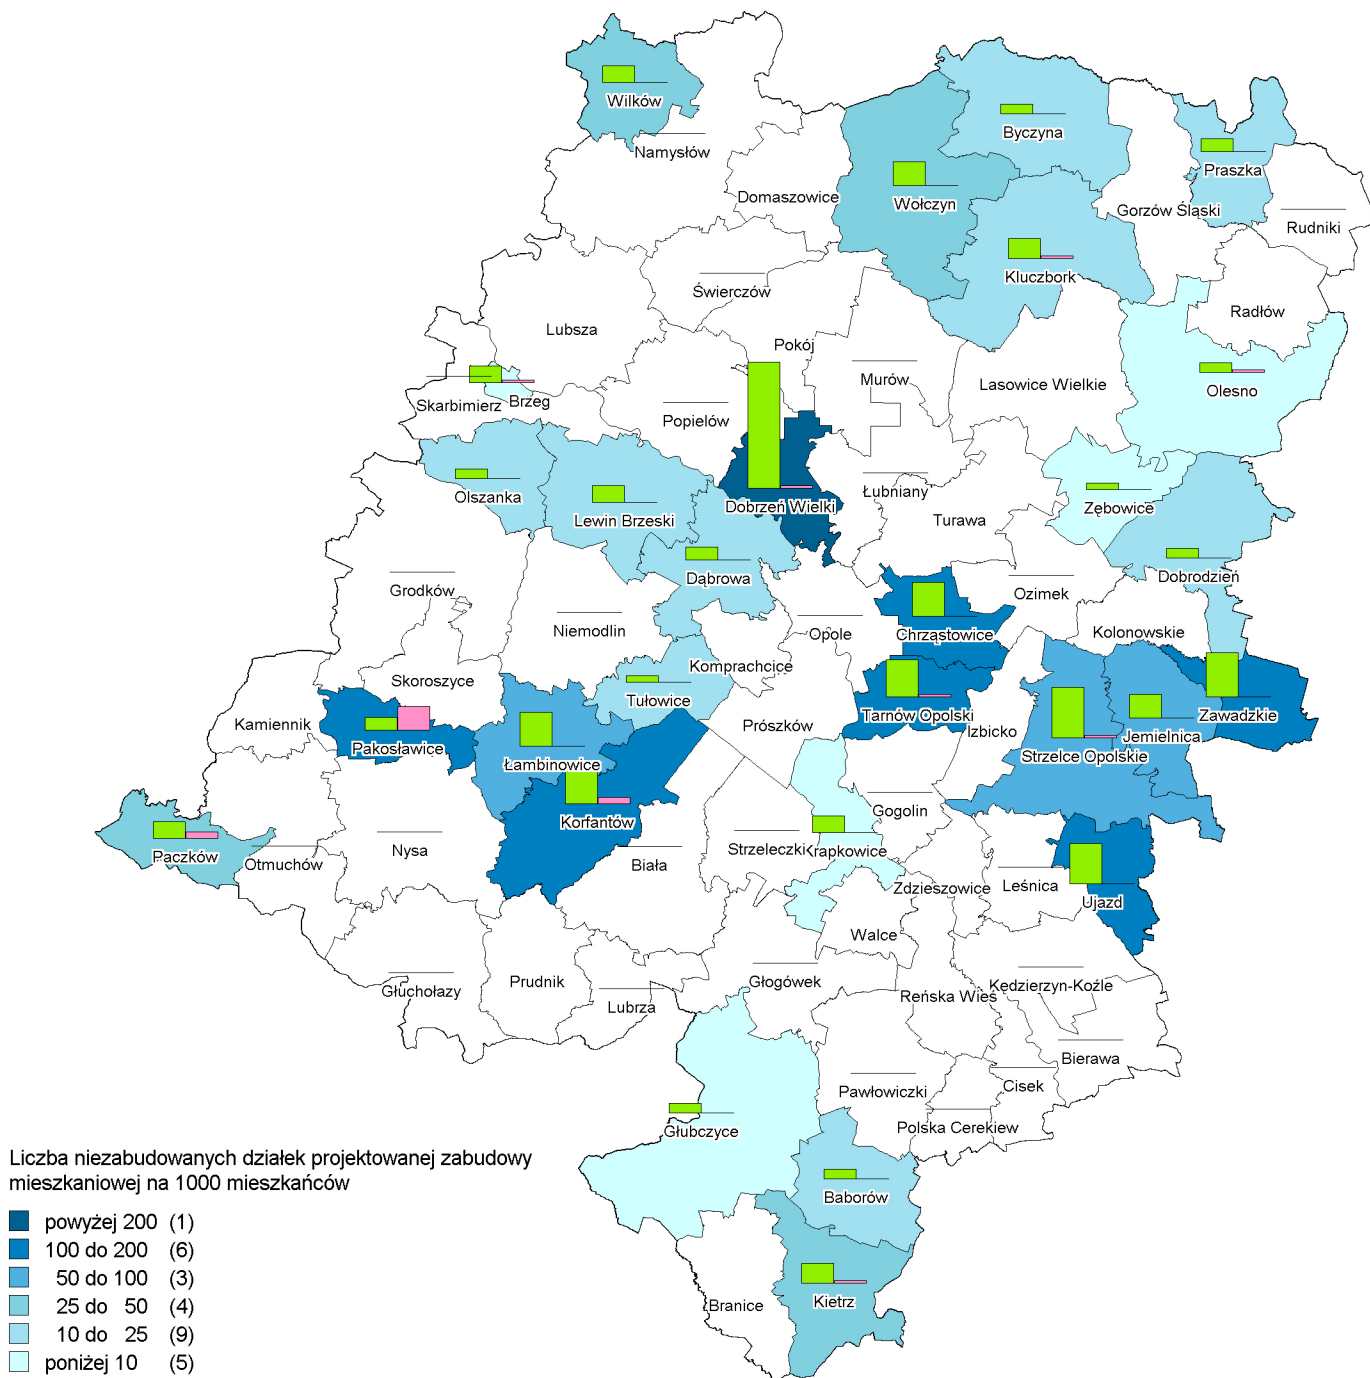 Wilków
Namysłów
Byczyna
Praszka
Domaszowice
Wołczyn
Gorzów Śląski
Rudniki
Kluczbork
Świerczów
Radłów
Lubsza
Pokój
Murów
Lasowice Wielkie
Olesno
Skarbimierz
Brzeg
Popielów
Olszanka
Lewin Brzeski
Dobrzeń Wielki
Łubniany
Turawa
Zębowice
Dąbrowa
Dobrodzień
Grodków
Ozimek
Niemodlin
Opole
Chrząstowice
Kolonowskie
Skoroszyce
Komprachcice
Tułowice
Kamiennik
Prószków
Tarnów Opolski
Izbicko
Zawadzkie
Pakosławice
Łambinowice
Strzelce Opolskie
Jemielnica
Korfantów
Gogolin
Paczków
Otmuchów
Nysa
Biała
Strzeleczki
Krapkowice
Zdzieszowice
Leśnica
Ujazd
Walce
Głuchołazy
Prudnik
Lubrza
Głogówek
Reńska Wieś
Kędzierzyn-Koźle
Bierawa
Pawłowiczki
Cisek
Polska Cerekiew
Głubczyce
Baborów
Branice
Kietrz
Liczba niezabudowanych działek projektowanej zabudowy
mieszkaniowej na 1000 mieszkańców
powyżej 200 (1)
100 do 200 (6)
50 do 100 (3)
25 do 50 (4)
10 do 25 (9)
poniżej 10 (5)